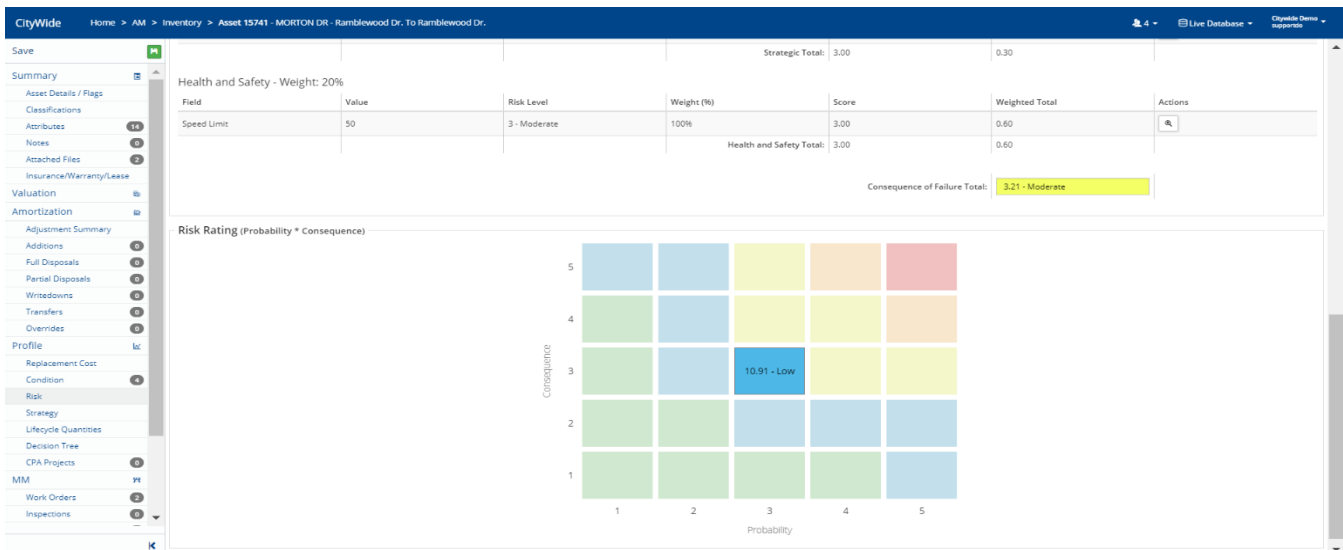 CityWide Home > AM > Inventory > Asset 15741 - MORTON DR - Ramblewood Dr. To Ramblewood Dr. 4 Live Database Citywide Demo
supportdo
Save
Summary
Asset Details / Flags
Classifications
Attributes 14
Notes 0
Attached Files 2
Insurance/Warranty/Lease
Valuation
Amortization
Adjustment Summary
Additions 0
Full Disposals 0
Partial Disposals 0
Writedowns 0
Transfers 0
Overrides 0
Profile
Replacement Cost
Condition 4
Risk
Strategy
Lifecycle Quantities
Decision Tree
CPA Projects 0
MM
Work Orders 2
Inspections 0
Strategic Total: 3.00 0.30
Health and Safety - Weight: 20%
Field Value Risk Level Weight (%) Score Weighted Total Actions
Speed Limit 50 3 - Moderate 100% 3.00 0.60
Health and Safety Total: 3.00 0.60
Consequence of Failure Total: 3.21 - Moderate
Risk Rating (Probability * Consequence)
5
4
Consequence
3 10.91 - Low
2
1
1 2 3 4 5
Probability